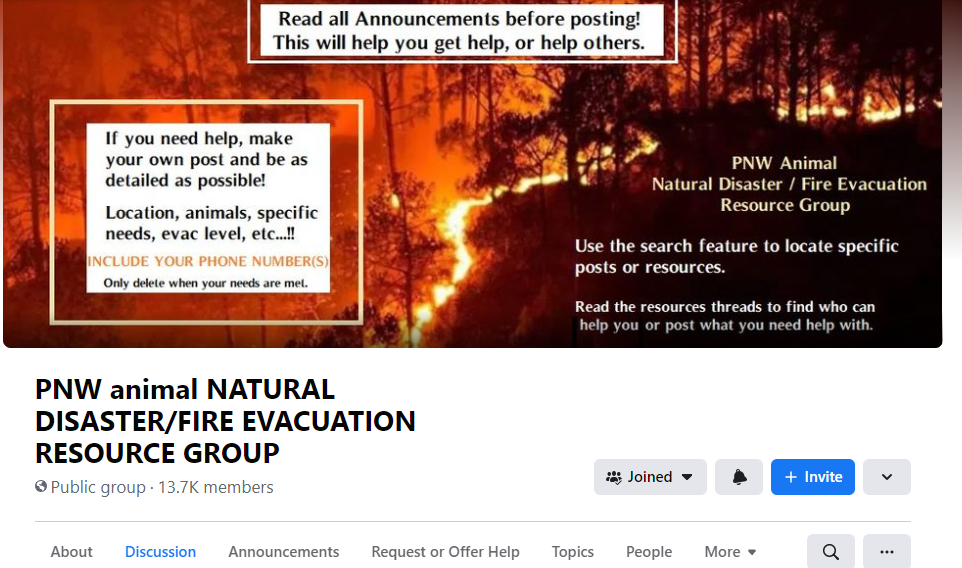 Read all Announcements before posting!
This will help you get help, or help others.
If you need help, make
your own post and be as
detailed as possible!
Location, animals, specific
needs, evac level, etc...!!
INCLUDE YOUR PHONE NUMBER(S)
Only delete when your needs are met.
PNW Animal
Natural Disaster / Fire Evacuation
Resource Group
Use the search feature to locate specific
posts or resources.
Read the resources threads to find who can
help you or post what you need help with.
PNW animal NATURAL
DISASTER/FIRE EVACUATION
RESOURCE GROUP
Public group · 13.7K members
Joined
+ Invite
About Discussion Announcements Request or Offer Help Topics People More